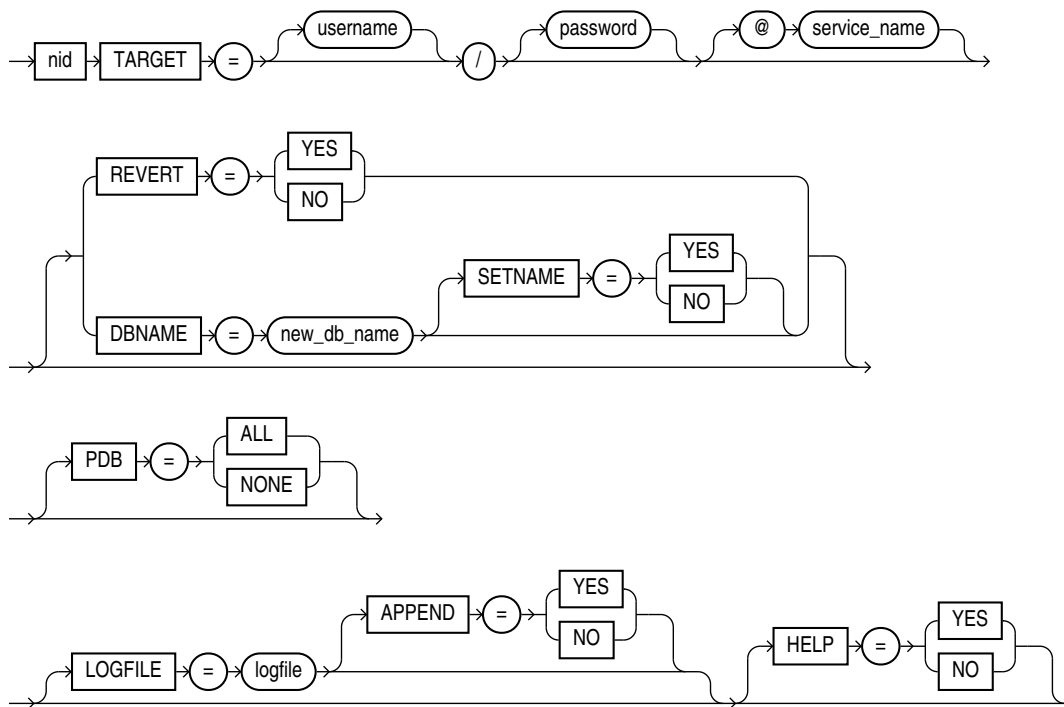 nid TARGET = username / password @ service_name
REVERT = YES
NO
DBNAME = new_db_name SETNAME = YES
NO
PDB = ALL
NONE
LOGFILE = logfile APPEND = YES
NO
HELP = YES
NO